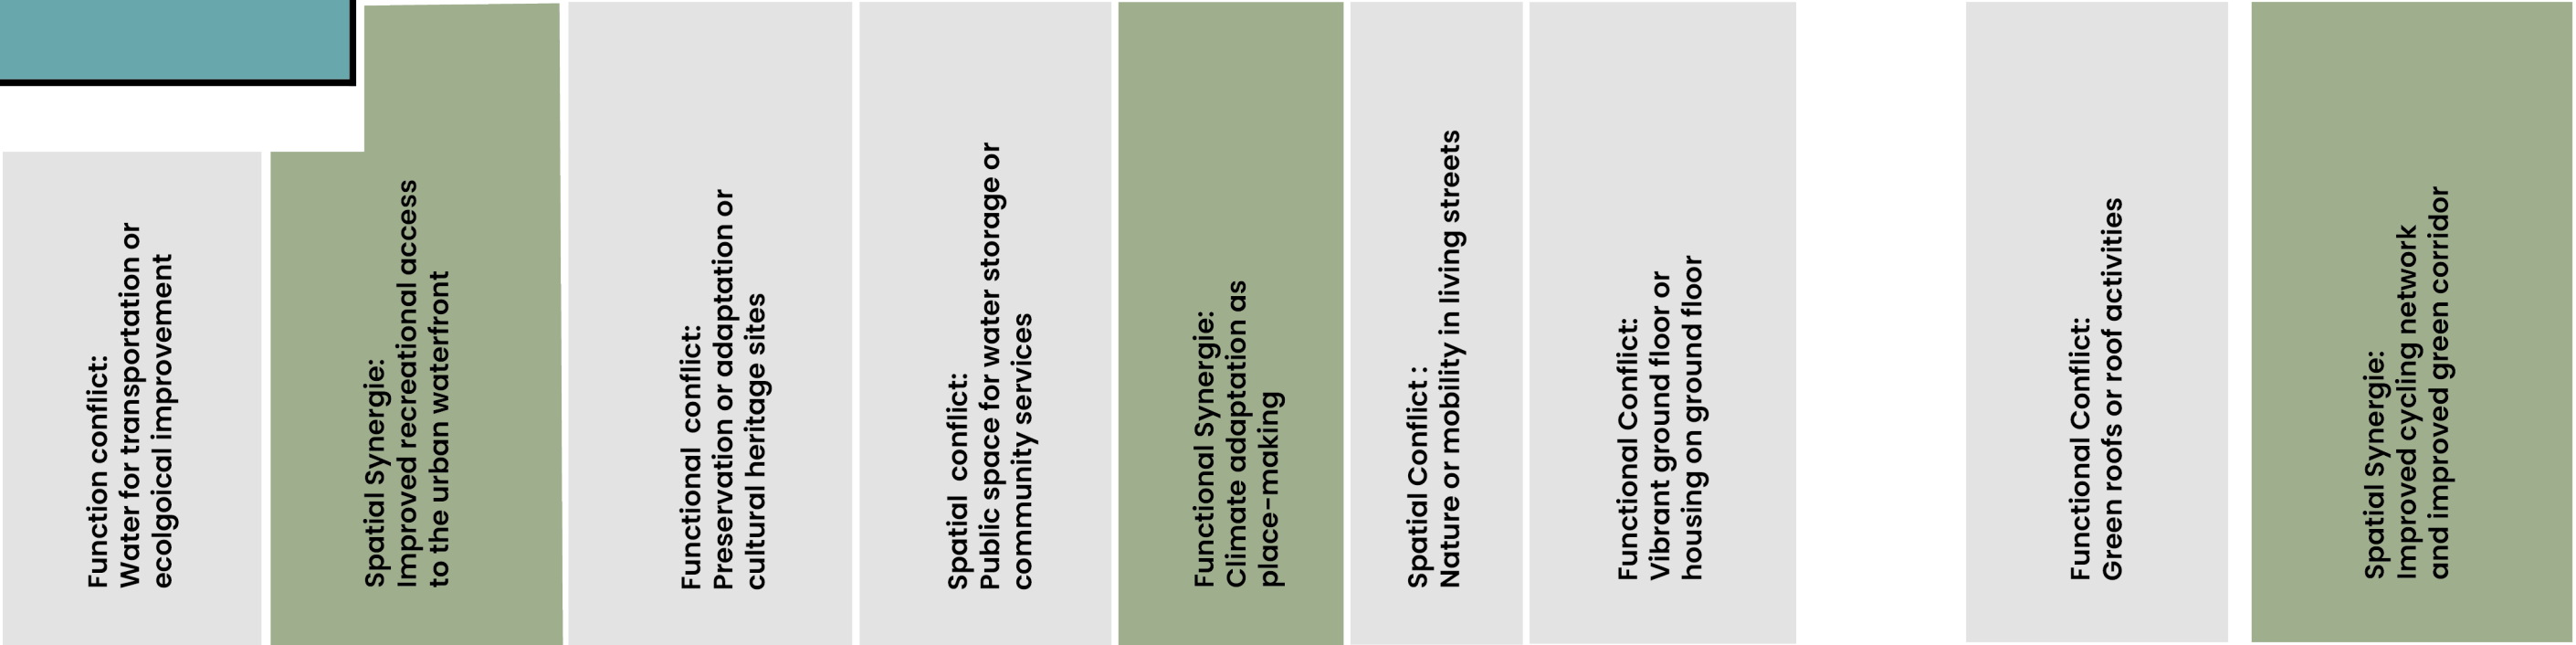 Function conflict:
Water for transportation or
ecolgoical improvement
Spatial Synergie:
Improved recreational access
to the urban waterfront
Functional  conflict:
Preservation or adaptation or
cultural heritage sites
Spatial  conflict:
Public space for water storage or
community services
Functional Synergie:
Climate adaptation as
place-making
Spatial Conflict :
Nature or mobility in living streets
Functional Conflict:
Vibrant ground floor or
housing on ground floor
Functional Conflict:
Green roofs or roof activities
Spatial Synergie:
Improved cycling network
and improved green corridor